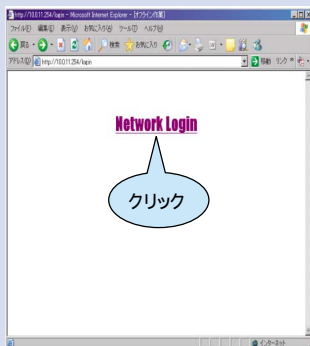 http://10.0.11.254/login - Microsoft Internet Explorer - [オフライン作業]
ファイル(F) 編集(E) 表示(V) お気に入り(A) ツール(T) ヘルプ(H)
戻る 検索 お気に入り
アドレス(D) http://10.0.11.254/login 移動 リンク
Network Login
クリック
インターネット